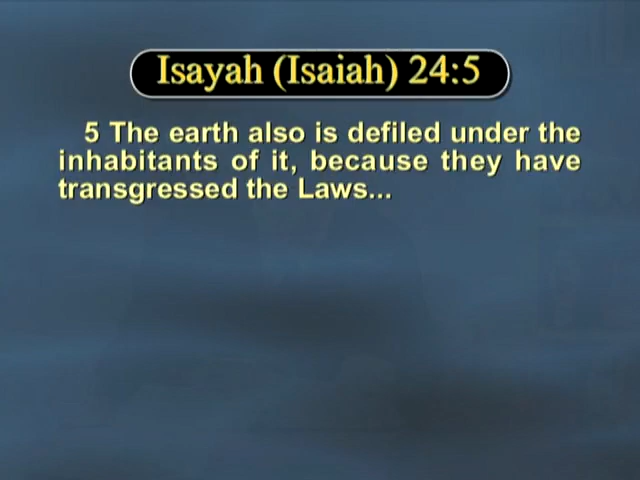 Isayah (Isaiah) 24:5
5 The earth also is defiled under the
inhabitants of it, because they have
transgressed the Laws...